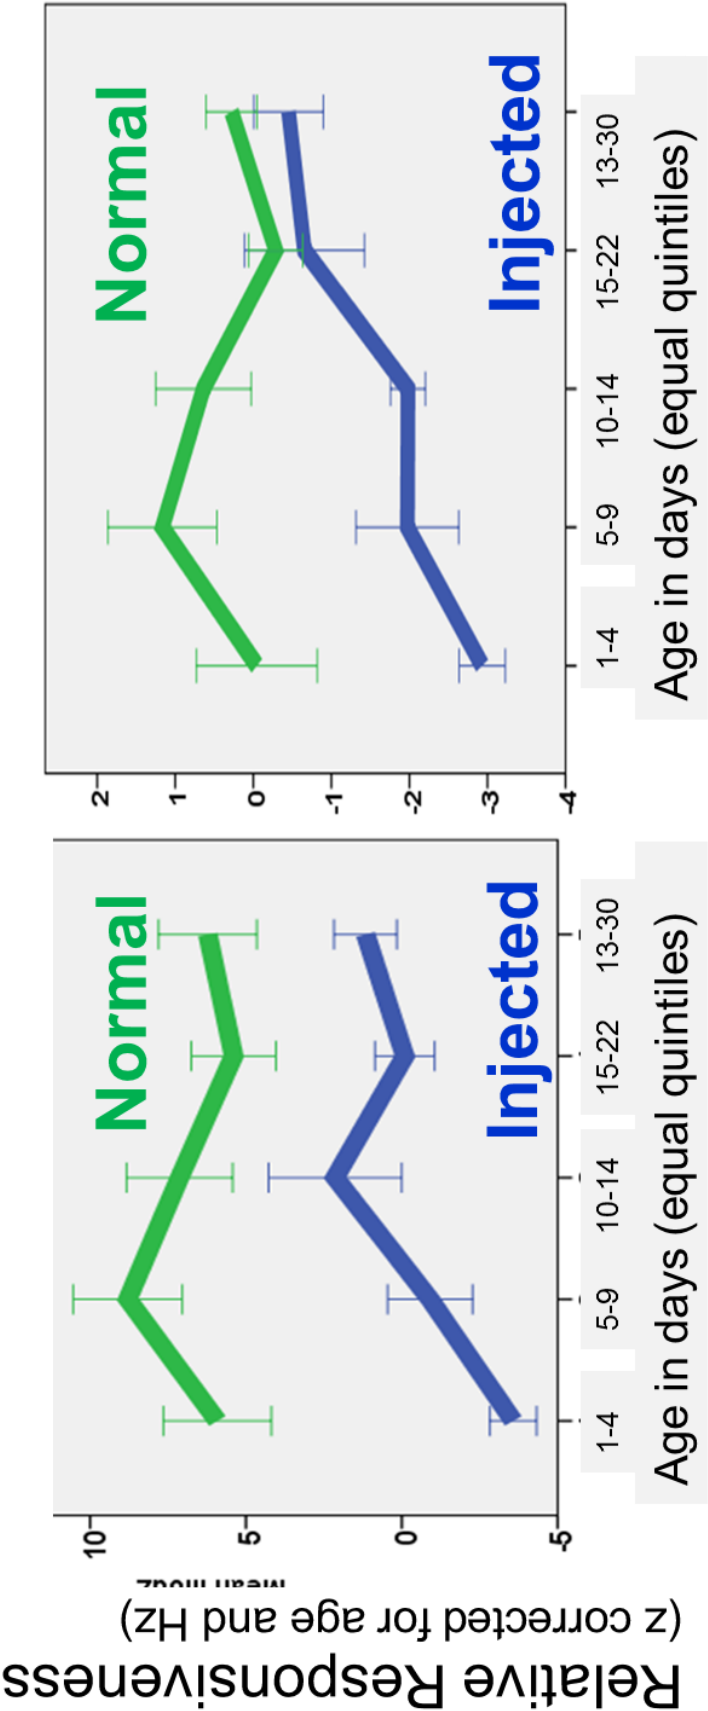 Relative Responsiveness
(z corrected for age and Hz)
10
5
0
-5
Normal
Injected
1-4
5-9
10-14
15-22
13-30
Age in days (equal quintiles)
2
1
0
-1
-2
-3
-4
Normal
Injected
1-4
5-9
10-14
15-22
13-30
Age in days (equal quintiles)